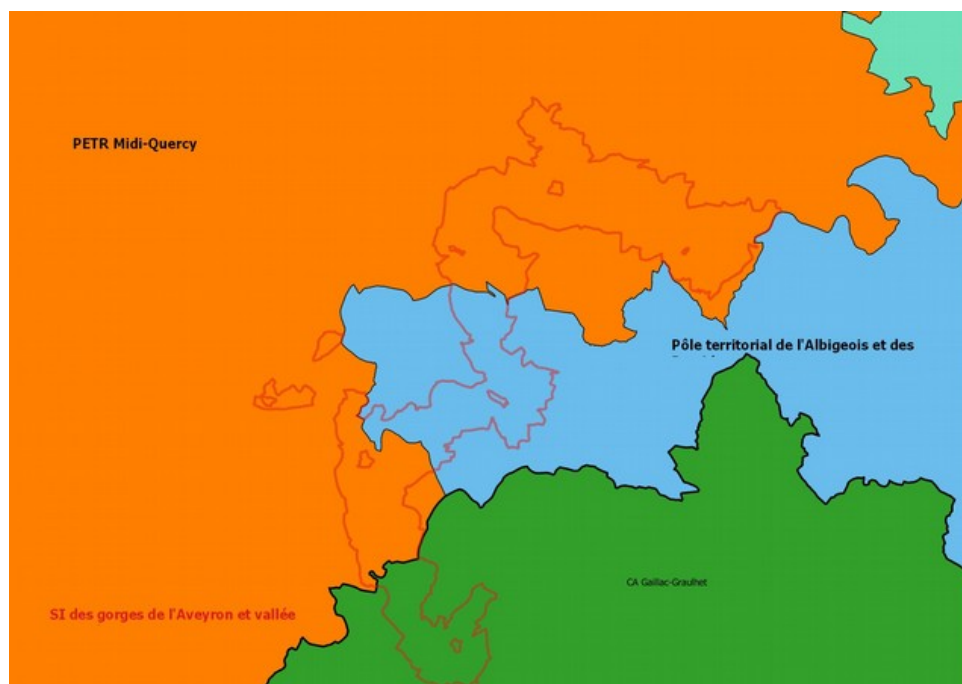 PETR Midi-Quercy
Pôle territorial de l'Albigeois et des
CA Gaillac-Graulhet
SI des gorges de l'Aveyron et vallée